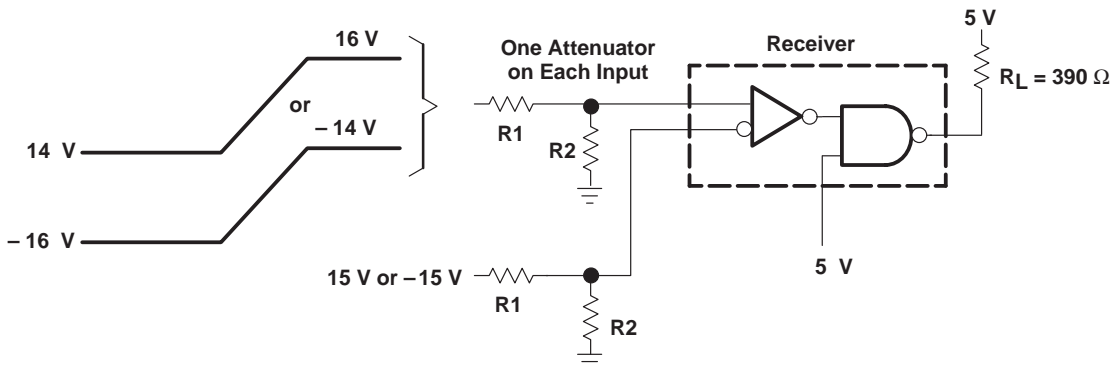 16 V
or
– 14 V
14 V
– 16 V
One Attenuator
on Each Input
R1
R2
Receiver
5 V
RL = 390 Ω
5 V
15 V or –15 V
R1
R2